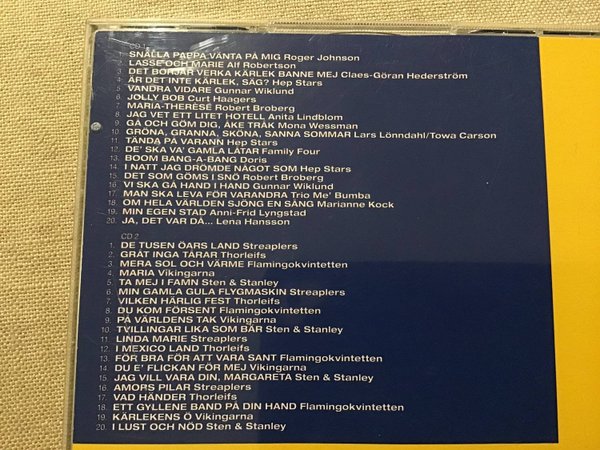 CD 1
1. SNÄLLA PAPPA VÄNTA PÅ MIG Roger Johnson
2. LASSE OCH MARIE Alf Robertson
3. DET BÖRJAR VERKA KÄRLEK BANNE MEJ Claes-Göran Hederström
4. ÄR DET INTE KÄRLEK, SÄG? Hep Stars
5. VANDRA VIDARE Gunnar Wiklund
6. JOLLY BOB Curt Haagers
7. MARIA-THERESE Robert Broberg
8. JAG VET ETT LITET HOTELL Anita Lindblom
9. GÅ OCH GÖM DIG, ÅKE TRÅK Mona Wessman
10. GRÖNA, GRANNA, SKÖNA, SANNA SOMMAR Lars Lönndahl/Towa Carson
11. TÄNDA PÅ VARANN Hep Stars
12. DE' SKA VA' GAMLA LÅTAR Family Four
13. BOOM BANG-A-BANG Doris
14. I NATT JAG DRÖMDE NÅGOT SOM Hep Stars
15. DET SOM GÖMS I SNÖ Robert Broberg
16. VI SKA GÅ HAND I HAND Gunnar Wiklund
17. MAN SKA LEVA FÖR VARANDRA Trio Me' Bumba
18. OM HELA VÄRLDEN SJÖNG EN SÅNG Marianne Kock
19. MIN EGEN STAD Anni-Frid Lyngstad
20. JA, DET VAR DÅ... Lena Hansson
CD 2
1. DE TUSEN ÖARS LAND Streaplers
2. GRÅT INGA TÅRAR Thorleifs
3. MERA SOL OCH VÄRME Flamingokvintetten
4. MARIA Vikingarna
5. TA MEJ I FAMN Sten & Stanley
6. MIN GAMLA GULA FLYGMASKIN Streaplers
7. VILKEN HÄRLIG FEST Thorleifs
8. DU KOM FÖRSENT Flamingokvintetten
9. PÅ VÄRLDENS TAK Vikingarna
10. TVILLINGAR LIKA SOM BÄR Sten & Stanley
11. LINDA MARIE Streaplers
12. I MEXICO LAND Thorleifs
13. FÖR BRA FÖR ATT VARA SANT Flamingokvintetten
14. DU E' FLICKAN FÖR MEJ Vikingarna
15. JAG VILL VARA DIN, MARGARETA Sten & Stanley
16. AMORS PILAR Streaplers
17. VAD HÄNDER Thorleifs
18. ETT GYLLENE BAND PÅ DIN HAND Flamingokvintetten
19. KÄRLEKENS Ö Vikingarna
20. I LUST OCH NÖD Sten & Stanley